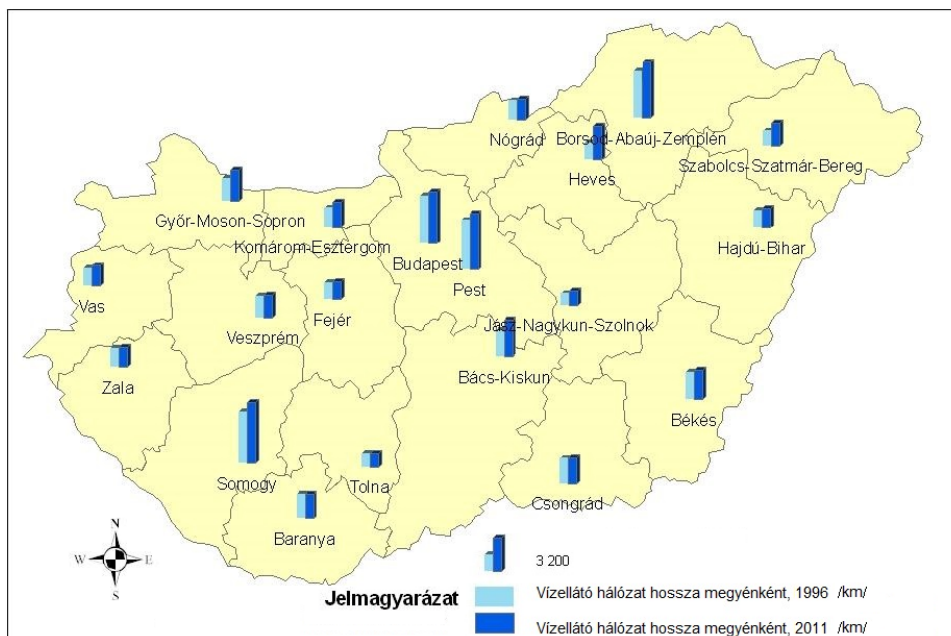 Nógrád
Borsod-Abaúj-Zemplén
Szabolcs-Szatmár-Bereg
Heves
Győr-Moson-Sopron
Komárom-Esztergom
Budapest
Hajdú-Bihar
Pest
Vas
Veszprém
Fejér
Jász-Nagykun-Szolnok
Zala
Bács-Kiskun
Békés
Somogy
Tolna
Csongrád
Baranya
N
W
E
S
3 200
Jelmagyarázat
Vízellátó hálózat hossza megyénként, 1996 /km/
Vízellátó hálózat hossza megyénként, 2011 /km/